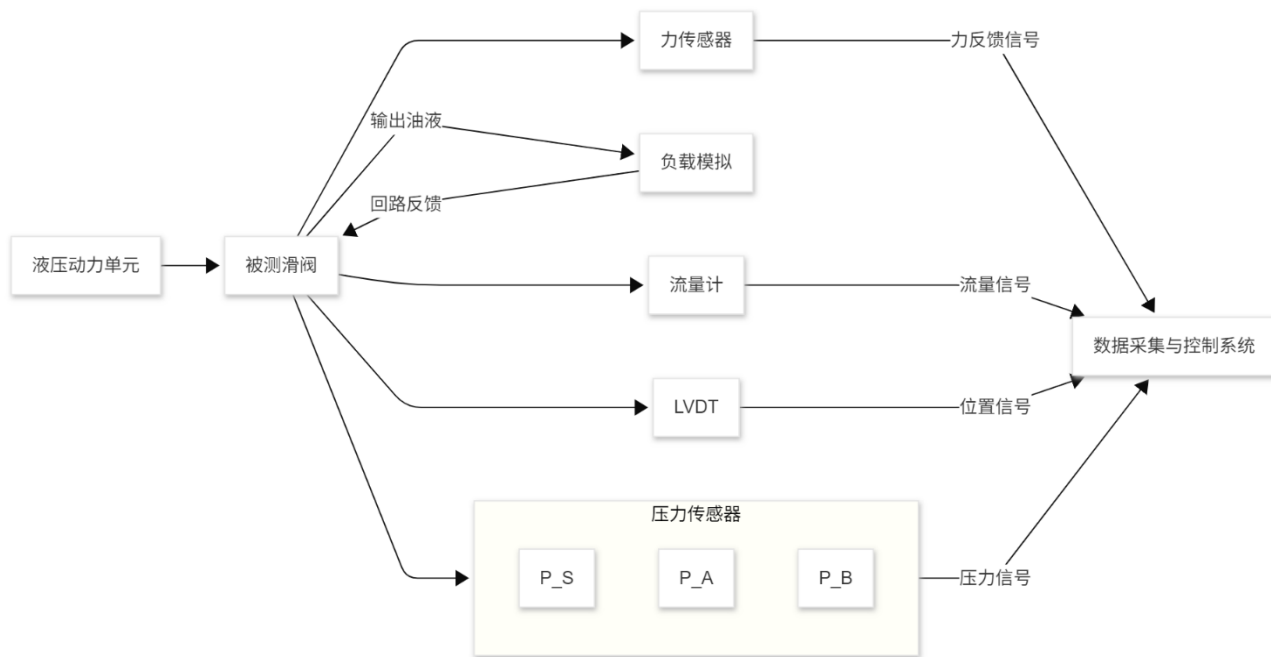 力传感器
力反馈信号
输出油液
负载模拟
回路反馈
液压动力单元
被测滑阀
流量计
流量信号
数据采集与控制系统
LVDT
位置信号
压力传感器
P_S
P_A
P_B
压力信号